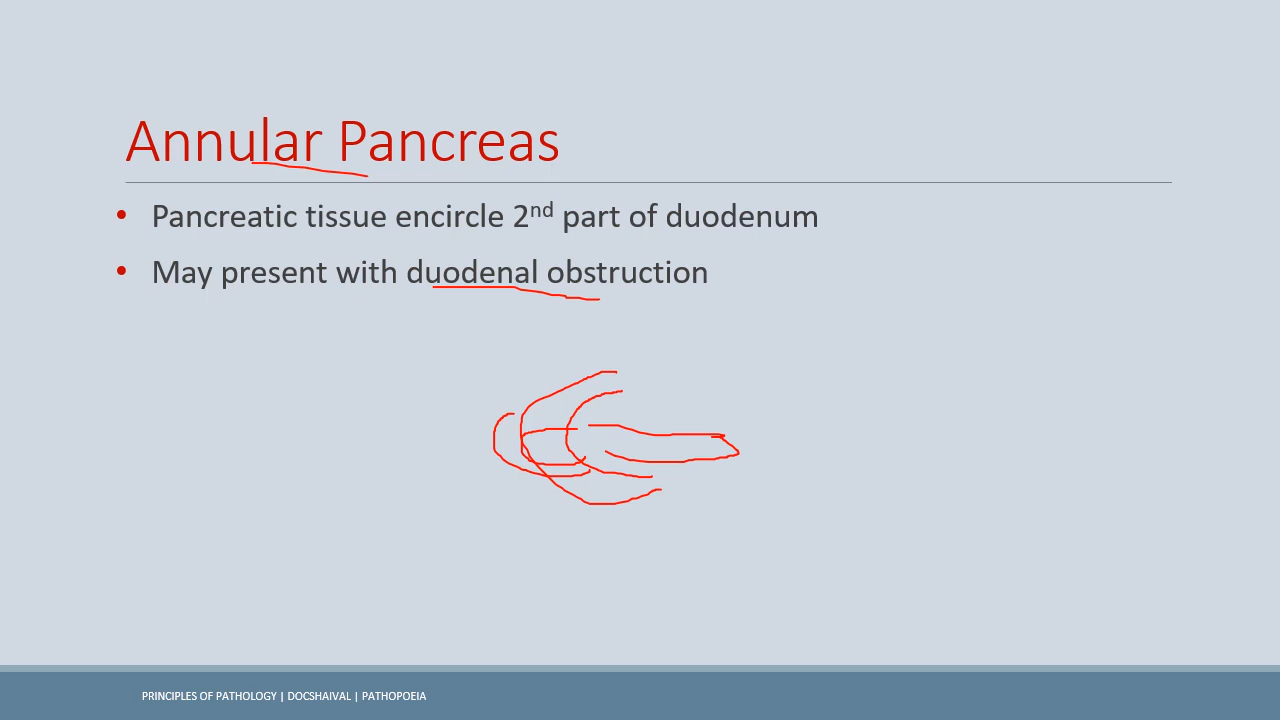 Annular Pancreas
• Pancreatic tissue encircle 2nd part of duodenum
• May present with duodenal obstruction
PRINCIPLES OF PATHOLOGY | DOCSHAIVAL | PATHOPOEIA